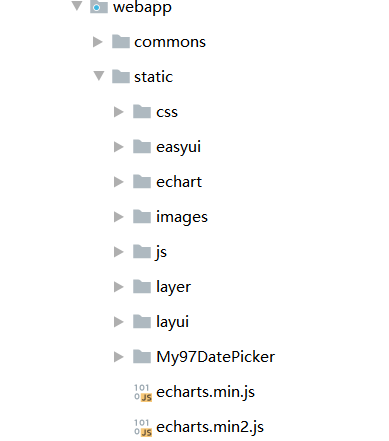 webapp
commons
static
css
easyui
echart
images
js
layer
layui
My97DatePicker
echarts.min.js
echarts.min2.js